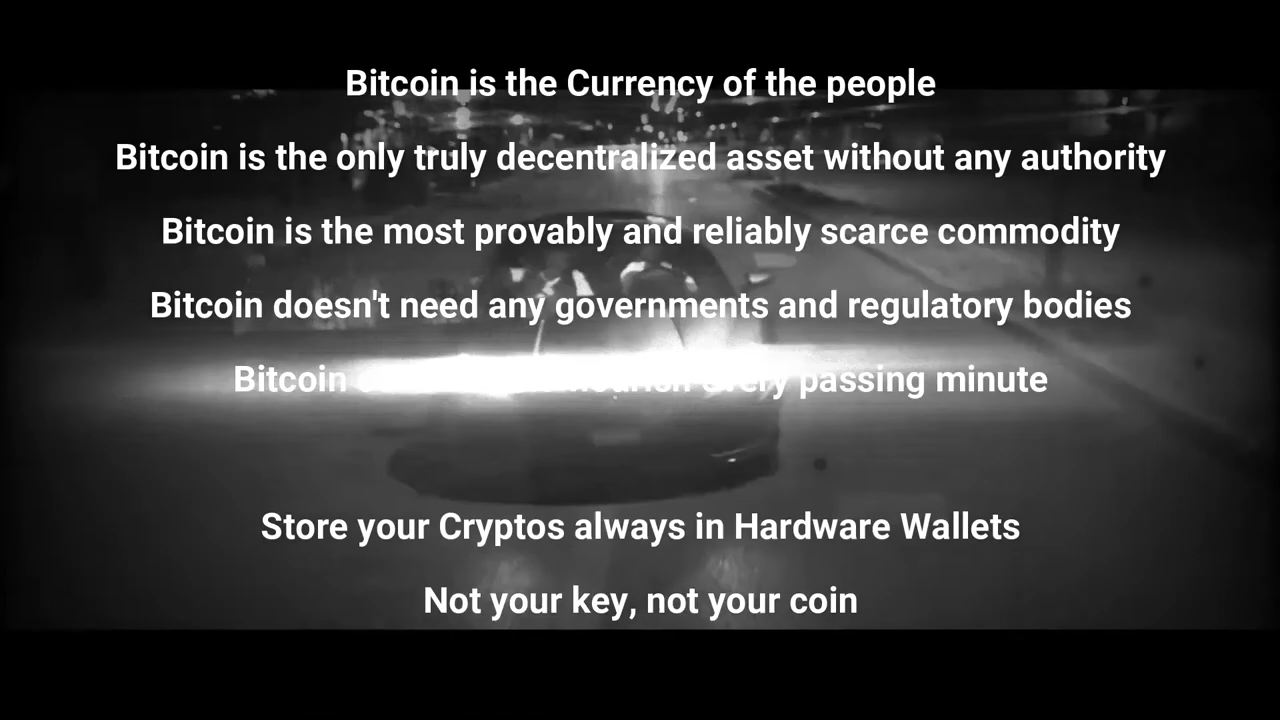 Bitcoin is the Currency of the people
Bitcoin is the only truly decentralized asset without any authority
Bitcoin is the most provably and reliably scarce commodity
Bitcoin doesn't need any governments and regulatory bodies
Bitcoin nourish every passing minute
Store your Cryptos always in Hardware Wallets
Not your key, not your coin